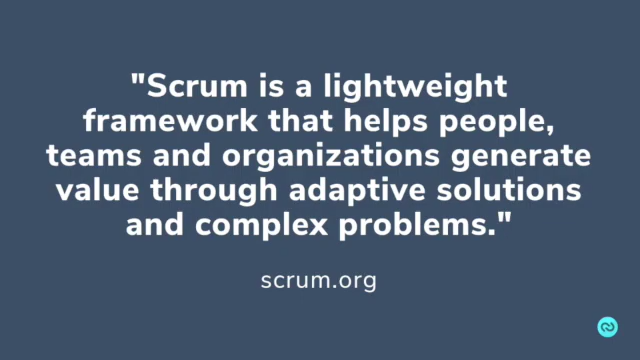 "Scrum is a lightweight
framework that helps people,
teams and organizations generate
value through adaptive solutions
and complex problems."
scrum.org